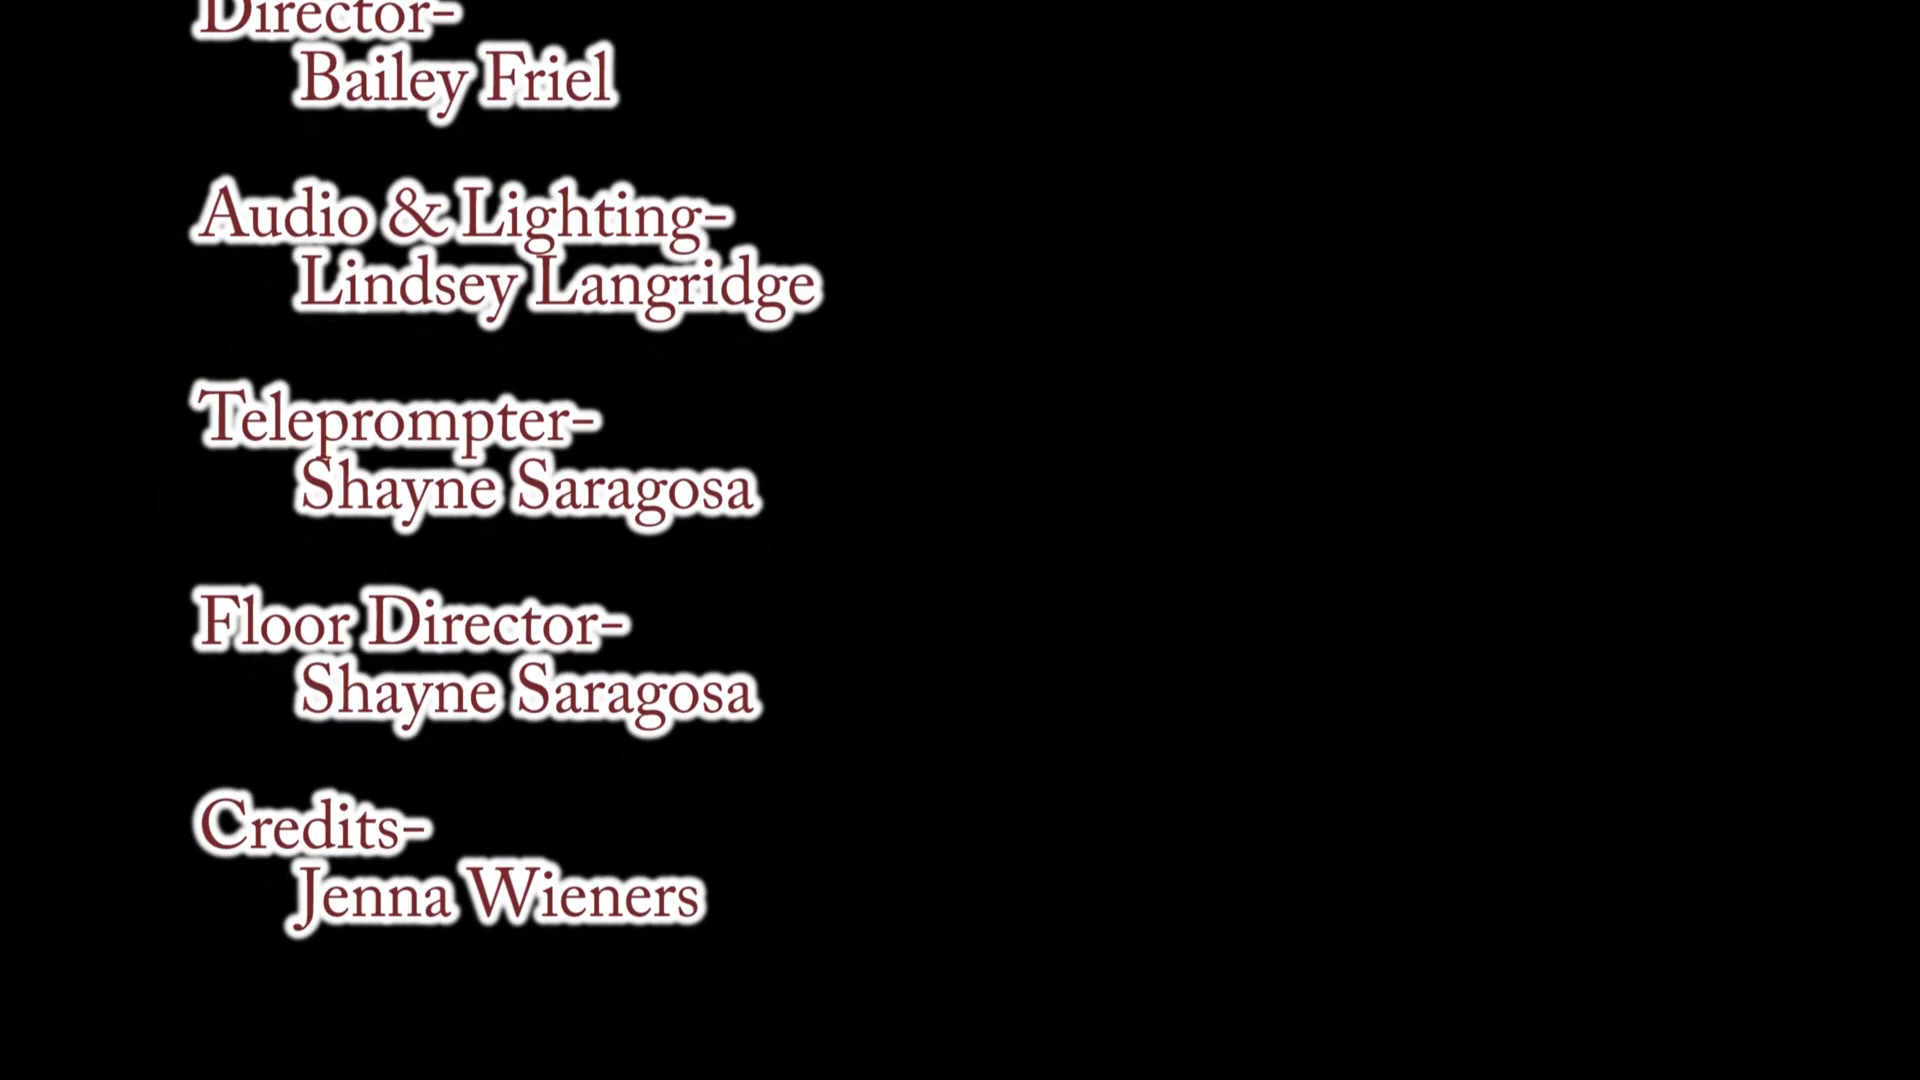 Director-
Bailey Friel
Audio & Lighting-
Lindsey Langridge
Teleprompter-
Shayne Saragosa
Floor Director-
Shayne Saragosa
Credits-
Jenna Wieners